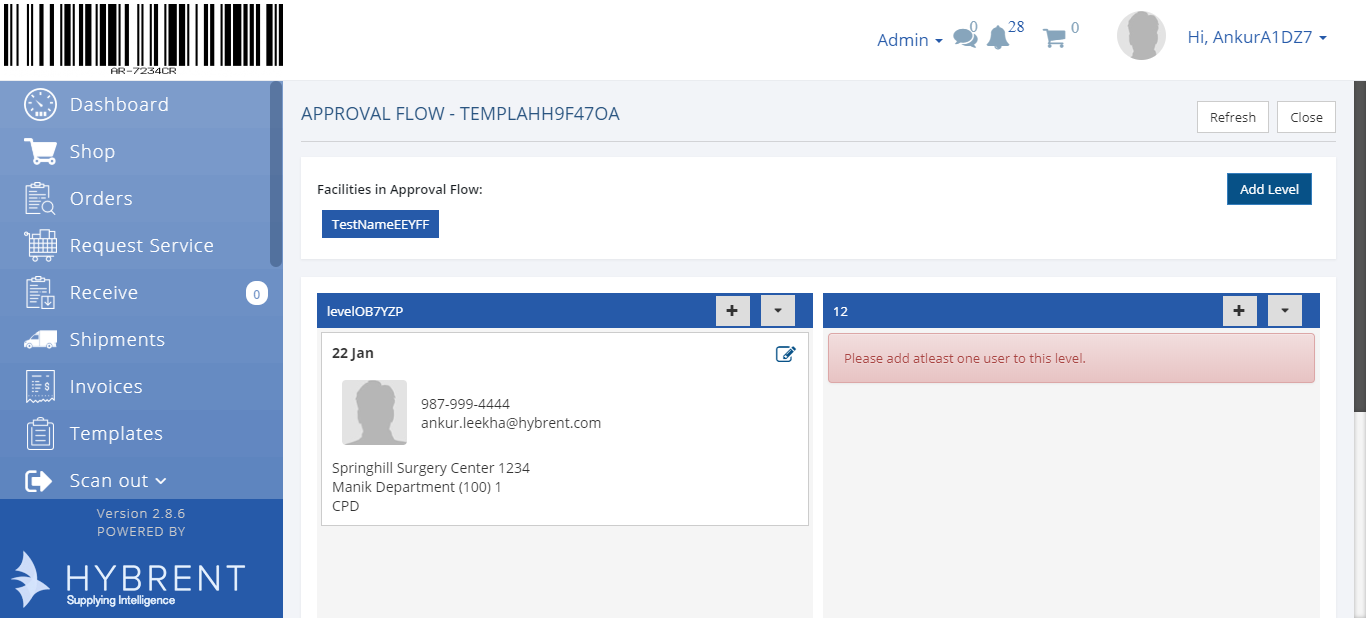 AR-7234CR
Admin
0
28
0
Hi, AnkurA1DZ7
Dashboard
Shop
Orders
Request Service
Receive 0
Shipments
Invoices
Templates
Scan out
Version 2.8.6
POWERED BY
HYBRENT
Supplying Intelligence
APPROVAL FLOW - TEMPLAHH9F47OA
Refresh
Close
Facilities in Approval Flow:
Add Level
TestNameEEYFF
levelOB7YZP
22 Jan
987-999-4444
ankur.leekha@hybrent.com
Springhill Surgery Center 1234
Manik Department (100) 1
CPD
12
Please add atleast one user to this level.